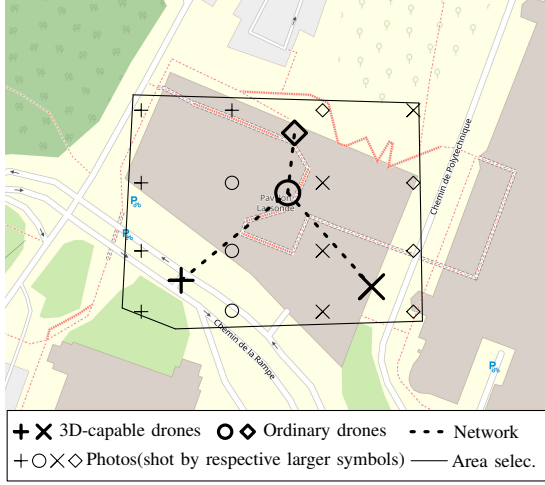 Chemin de Polytechnique
Pavillon
Lassonde
P
P
Chemin de la Rampe
P
3D-capable drones Ordinary drones Network
Photos(shot by respective larger symbols) Area selec.